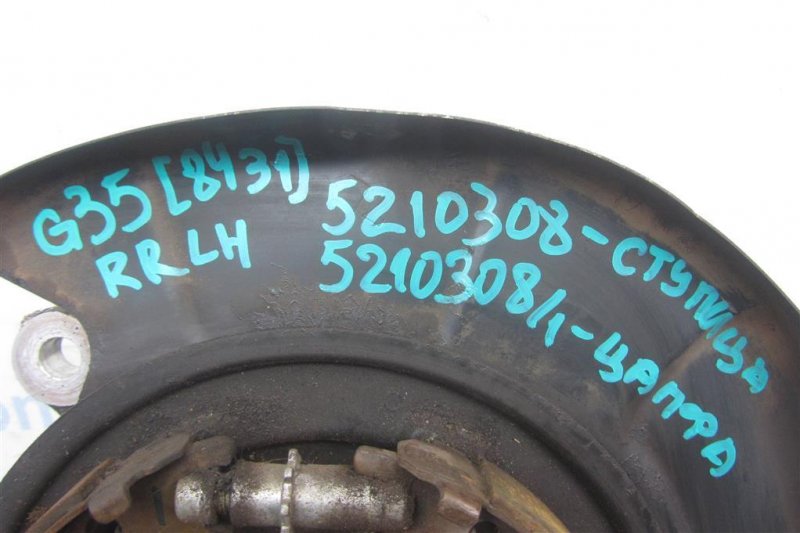 G35 [8431]
RR LH
5210308-СТУПИЦА
5210308/1-ЦАПФА